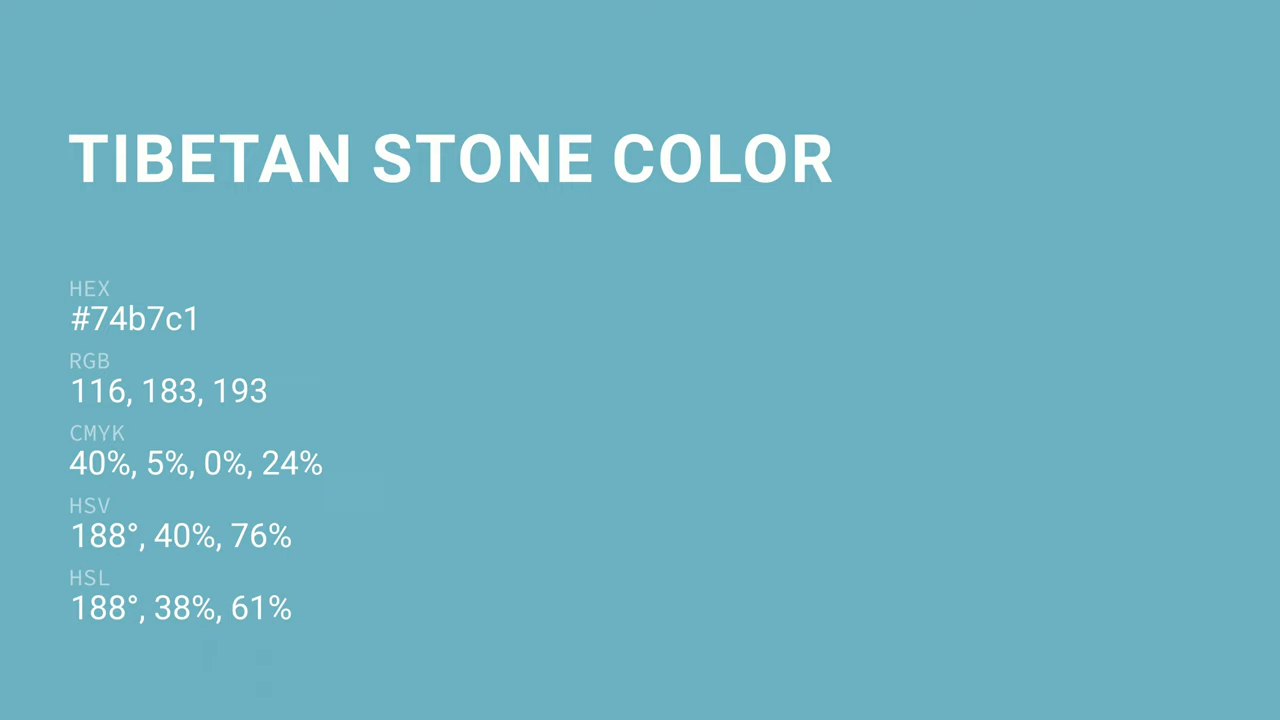 TIBETAN STONE COLOR
HEX
#74b7c1
RGB
116, 183, 193
CMYK
40%, 5%, 0%, 24%
HSV
188°, 40%, 76%
HSL
188°, 38%, 61%